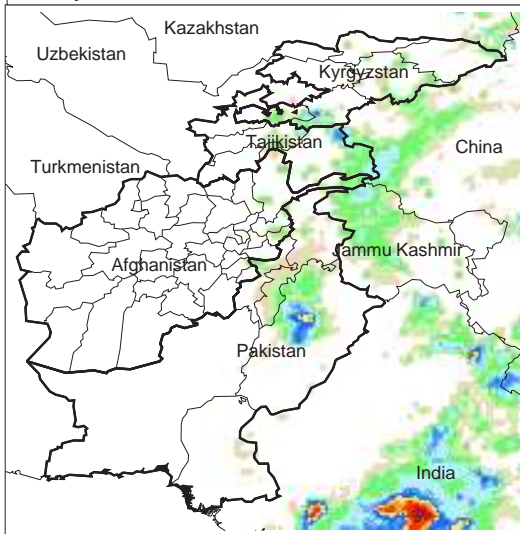 Kazakhstan
Uzbekistan
Kyrgyzstan
Tajikistan
China
Turkmenistan
Jammu Kashmir
Afghanistan
Pakistan
India